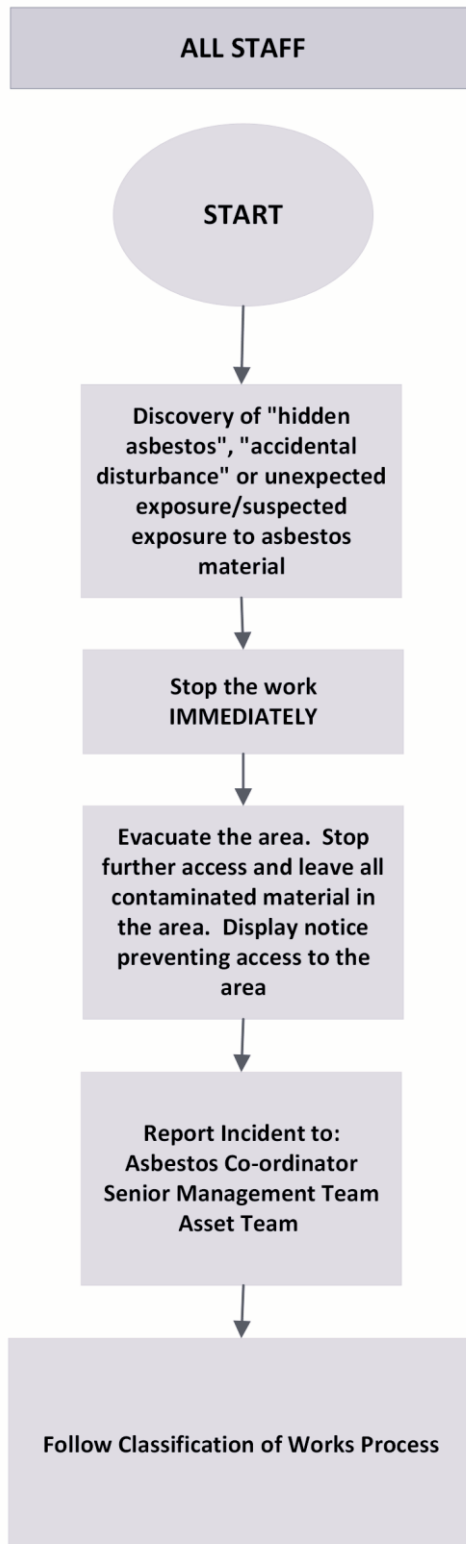 ALL STAFF
START
Discovery of "hidden
asbestos", "accidental
disturbance" or unexpected
exposure/suspected
exposure to asbestos
material
Stop the work
IMMEDIATELY
Evacuate the area.  Stop
further access and leave all
contaminated material in
the area.  Display notice
preventing access to the
area
Report Incident to:
Asbestos Co-ordinator
Senior Management Team
Asset Team
Follow Classification of Works Process